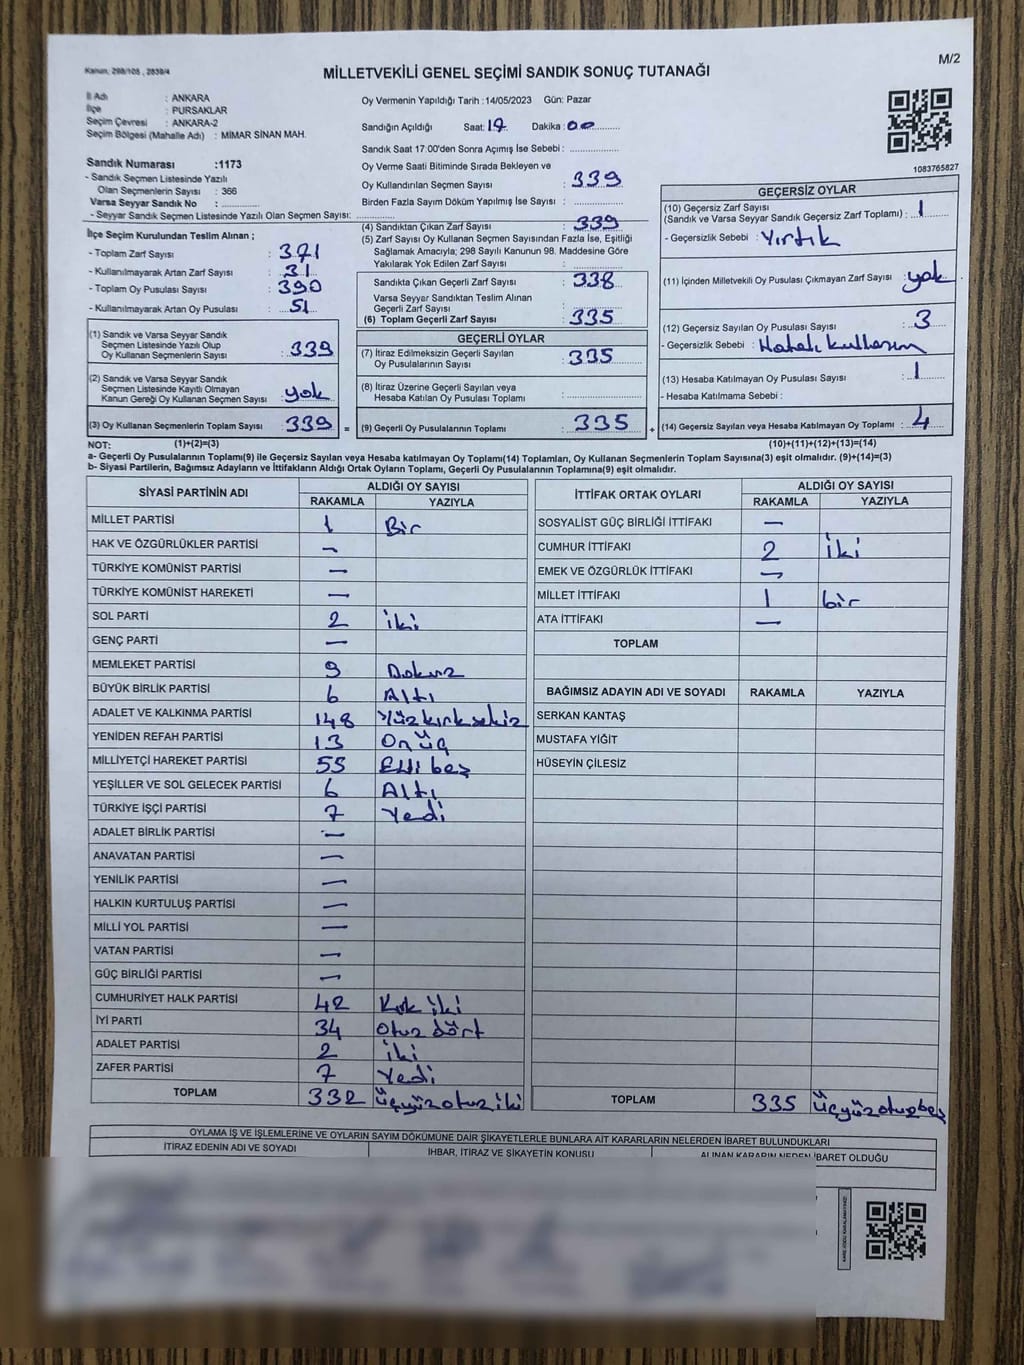 M/2
Kanun, 298/105 , 2839/4
MİLLETVEKİLİ GENEL SEÇİMİ SANDIK SONUÇ TUTANAĞI
İl Adı : ANKARA
İlçe : PURSAKLAR
Seçim Çevresi : ANKARA-2
Seçim Bölgesi (Mahalle Adı) : MİMAR SİNAN MAH.
Sandık Numarası :1173
- Sandık Seçmen Listesinde Yazılı
Olan Seçmenlerin Sayısı : 366
Varsa Seyyar Sandık No :
- Seyyar Sandık Seçmen Listesinde Yazılı Olan Seçmen Sayısı:
Oy Vermenin Yapıldığı Tarih :14/05/2023 Gün: Pazar
Sandığın Açıldığı Saat: 17 Dakika : 00
Sandık Saat 17:00'den Sonra Açımış İse Sebebi :
Oy Verme Saati Bitiminde Sırada Bekleyen ve
Oy Kullandırılan Seçmen Sayısı : 339
Birden Fazla Sayım Döküm Yapılmış İse Sayısı :
(4) Sandıktan Çıkan Zarf Sayısı : 339
(5) Zarf Sayısı Oy Kullanan Seçmen Sayısından Fazla İse, Eşitliği
Sağlamak Amacıyla; 298 Sayılı Kanunun 98. Maddesine Göre
Yakılarak Yok Edilen Zarf Sayısı :
Sandıkta Çıkan Geçerli Zarf Sayısı : 338
Varsa Seyyar Sandıktan Teslim Alınan
Geçerli Zarf Sayısı
(6) Toplam Geçerli Zarf Sayısı : 335
1083765827
GEÇERSİZ OYLAR
(10) Geçersiz Zarf Sayısı
(Sandık ve Varsa Seyyar Sandık Geçersiz Zarf Toplamı) : 1
- Geçersizlik Sebebi : Yırtık
(11) İçinden Milletvekili Oy Pusulası Çıkmayan Zarf Sayısı : yok
(12) Geçersiz Sayılan Oy Pusulası Sayısı : 3
- Geçersizlik Sebebi : Hatalı kullanım
(13) Hesaba Katılmayan Oy Pusulası Sayısı : 1
- Hesaba Katılmama Sebebi :
(14) Geçersiz Sayılan veya Hesaba Katılmayan Oy Toplamı : 4
İlçe Seçim Kurulundan Teslim Alınan ;
- Toplam Zarf Sayısı : 371
- Kullanılmayarak Artan Zarf Sayısı : 31
- Toplam Oy Pusulası Sayısı : 390
- Kullanılmayarak Artan Oy Pusulası : 51
(1) Sandık ve Varsa Seyyar Sandık
Seçmen Listesinde Yazılı Olup
Oy Kullanan Seçmenlerin Sayısı : 339
(2) Sandık ve Varsa Seyyar Sandık
Seçmen Listesinde Kayıtlı Olmayan
Kanun Gereği Oy Kullanan Seçmen Sayısı : yok
(3) Oy Kullanan Seçmenlerin Toplam Sayısı : 339 =
GEÇERLİ OYLAR
(7) İtiraz Edilmeksizin Geçerli Sayılan
Oy Pusulalarının Sayısı : 335
(8) İtiraz Üzerine Geçerli Sayılan veya
Hesaba Katılan Oy Pusulası Toplamı :
(9) Geçerli Oy Pusulalarının Toplamı : 335 +
NOT: (1)+(2)=(3) (10)+(11)+(12)+(13)=(14)
a- Geçerli Oy Pusulalarının Toplamı(9) ile Geçersiz Sayılan veya Hesaba katılmayan Oy Toplamı(14) Toplamları, Oy Kullanan Seçmenlerin Toplam Sayısına(3) eşit olmalıdır. (9)+(14)=(3)
b- Siyasi Partilerin, Bağımsız Adayların ve İttifakların Aldığı Ortak Oyların Toplamı, Geçerli Oy Pusulalarının Toplamına(9) eşit olmalıdır.
SİYASİ PARTİNİN ADI ALDIĞI OY SAYISI
RAKAMLA YAZIYLA
MİLLET PARTİSİ 1 Bir
HAK VE ÖZGÜRLÜKLER PARTİSİ —
TÜRKİYE KOMÜNİST PARTİSİ —
TÜRKİYE KOMÜNİST HAREKETİ —
SOL PARTİ 2 iki
GENÇ PARTİ —
MEMLEKET PARTİSİ 9 Dokuz
BÜYÜK BİRLİK PARTİSİ 6 Altı
ADALET VE KALKINMA PARTİSİ 148 Yüzkırksekiz
YENİDEN REFAH PARTİSİ 13 Onüç
MİLLİYETÇİ HAREKET PARTİSİ 55 Elli beş
YEŞİLLER VE SOL GELECEK PARTİSİ 6 Altı
TÜRKİYE İŞÇİ PARTİSİ 7 Yedi
ADALET BİRLİK PARTİSİ —
ANAVATAN PARTİSİ —
YENİLİK PARTİSİ —
HALKIN KURTULUŞ PARTİSİ —
MİLLİ YOL PARTİSİ —
VATAN PARTİSİ —
GÜÇ BİRLİĞİ PARTİSİ —
CUMHURİYET HALK PARTİSİ 42 Kırk iki
İYİ PARTİ 34 Otuz dört
ADALET PARTİSİ 2 iki
ZAFER PARTİSİ 7 Yedi
TOPLAM 332 Üçyüzotuziki
İTTİFAK ORTAK OYLARI ALDIĞI OY SAYISI
RAKAMLA YAZIYLA
SOSYALİST GÜÇ BİRLİĞİ İTTİFAKI —
CUMHUR İTTİFAKI 2 iki
EMEK VE ÖZGÜRLÜK İTTİFAKI —
MİLLET İTTİFAKI 1 bir
ATA İTTİFAKI —
TOPLAM
BAĞIMSIZ ADAYIN ADI VE SOYADI RAKAMLA YAZIYLA
SERKAN KANTAŞ
MUSTAFA YİĞİT
HÜSEYİN ÇİLESİZ
TOPLAM 335 Üçyüzotuzbeş
OYLAMA İŞ VE İŞLEMLERİNE VE OYLARIN SAYIM DÖKÜMÜNE DAİR ŞİKAYETLERLE BUNLARA AİT KARARLARIN NELERDEN İBARET BULUNDUKLARI
İTİRAZ EDENİN ADI VE SOYADI İHBAR, İTİRAZ VE ŞİKAYETİN KONUSU ALINAN KARARIN NEDEN İBARET OLDUĞU